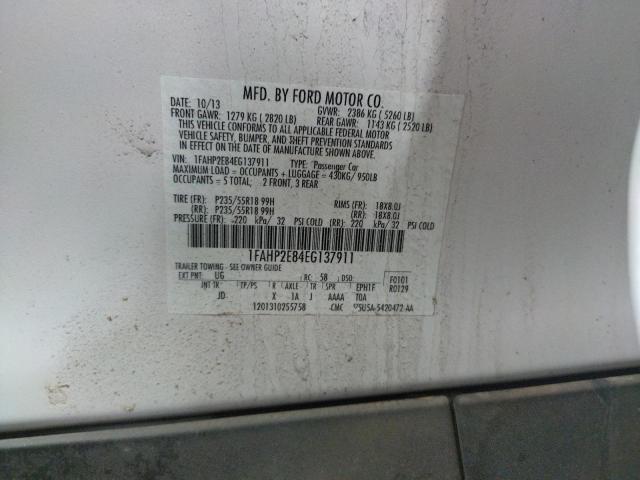 MFD. BY FORD MOTOR CO.
DATE: 10/13 GVWR: 2386 KG ( 5260 LB)
FRONT GAWR: 1279 KG ( 2820 LB) REAR GAWR: 1143 KG ( 2520 LB)
THIS VEHICLE CONFORMS TO ALL APPLICABLE FEDERAL MOTOR
VEHICLE SAFETY, BUMPER, AND THEFT PREVENTION STANDARDS
IN EFFECT ON THE DATE OF MANUFACTURE SHOWN ABOVE.
VIN: 1FAHP2E84EG137911 TYPE: Passenger Car
MAXIMUM LOAD = OCCUPANTS + LUGGAGE = 430KG/ 950LB
OCCUPANTS = 5 TOTAL, 2 FRONT, 3 REAR
TIRE (FR): P235/55R18 99H RIMS (FR): 18X8.0J
(RR): P235/55R18 99H (RR): 18X8.0J
PRESSURE (FR): 220 kPa/ 32 PSI COLD (RR): 220 kPa/ 32 PSI COLD
1FAHP2E84EG137911
TRAILER TOWING - SEE OWNER GUIDE
EXT PNT: UG RC: 58 DSO: F0101
INT TR TP/PS R AXLE TR SPR EPH1F R0129
JD X 1A J AAAA TOA
1201310255758 CMC 5U5A-5420472-AA